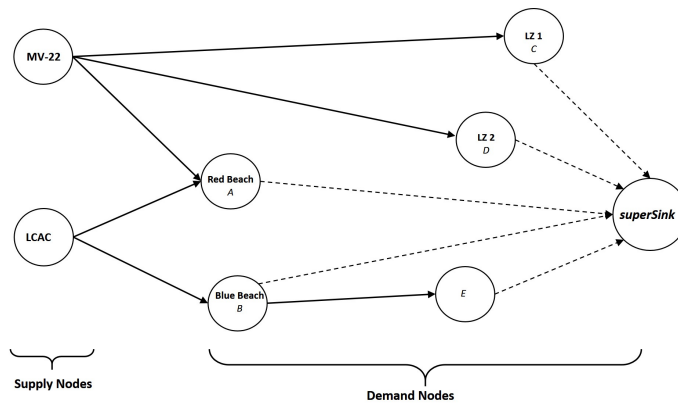 LZ 1
C
MV-22
LZ 2
D
Red Beach
A
superSink
LCAC
Blue Beach
B
E
Supply Nodes
Demand Nodes